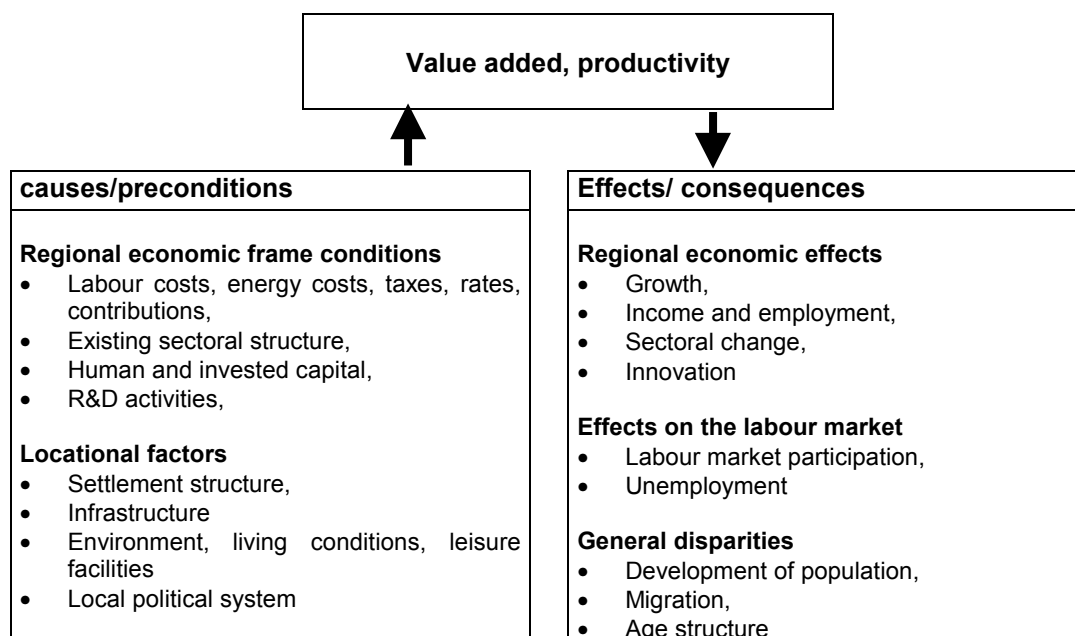 Value added, productivity
causes/preconditions
Regional economic frame conditions
• Labour costs, energy costs, taxes, rates,
contributions,
• Existing sectoral structure,
• Human and invested capital,
• R&D activities,
Locational factors
• Settlement structure,
• Infrastructure
• Environment, living conditions, leisure
facilities
• Local political system
Effects/ consequences
Regional economic effects
• Growth,
• Income and employment,
• Sectoral change,
• Innovation
Effects on the labour market
• Labour market participation,
• Unemployment
General disparities
• Development of population,
• Migration,
• Age structure